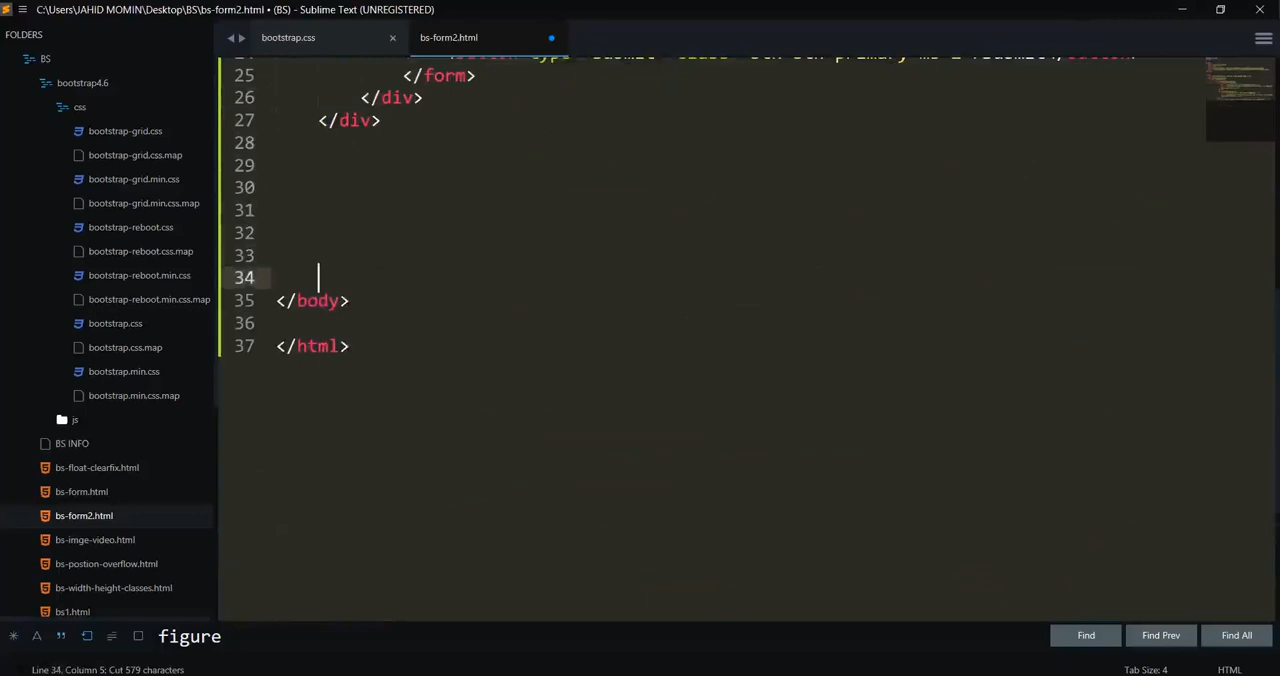 C:\Users\JAHID MOMIN\Desktop\BS\bs-form2.html • (BS) - Sublime Text (UNREGISTERED)
FOLDERS
BS
bootstrap4.6
css
bootstrap-grid.css
bootstrap-grid.css.map
bootstrap-grid.min.css
bootstrap-grid.min.css.map
bootstrap-reboot.css
bootstrap-reboot.css.map
bootstrap-reboot.min.css
bootstrap-reboot.min.css.map
bootstrap.css
bootstrap.css.map
bootstrap.min.css
bootstrap.min.css.map
js
BS INFO
bs-float-clearfix.html
bs-form.html
bs-form2.html
bs-imge-video.html
bs-postion-overflow.html
bs-width-height-classes.html
bs1.html
bootstrap.css
bs-form2.html
25 </form>
26 </div>
27 </div>
28
29
30
31
32
33
34
35 </body>
36
37 </html>
figure
Find
Find Prev
Find All
Line 34, Column 5; Cut 579 characters
Tab Size: 4
HTML